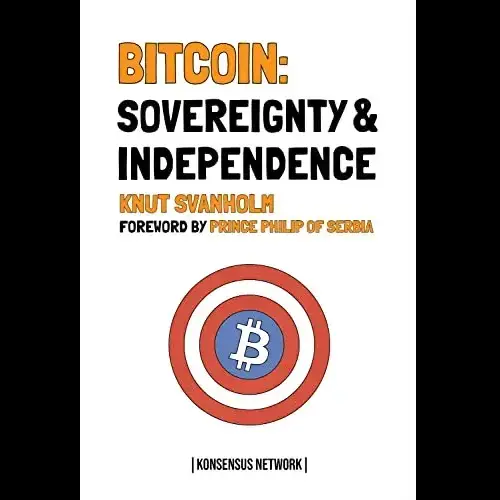 BITCOIN:
SOVEREIGNTY &
INDEPENDENCE
KNUT SVANHOLM
FOREWORD BY PRINCE PHILIP OF SERBIA
| KONSENSUS NETWORK |